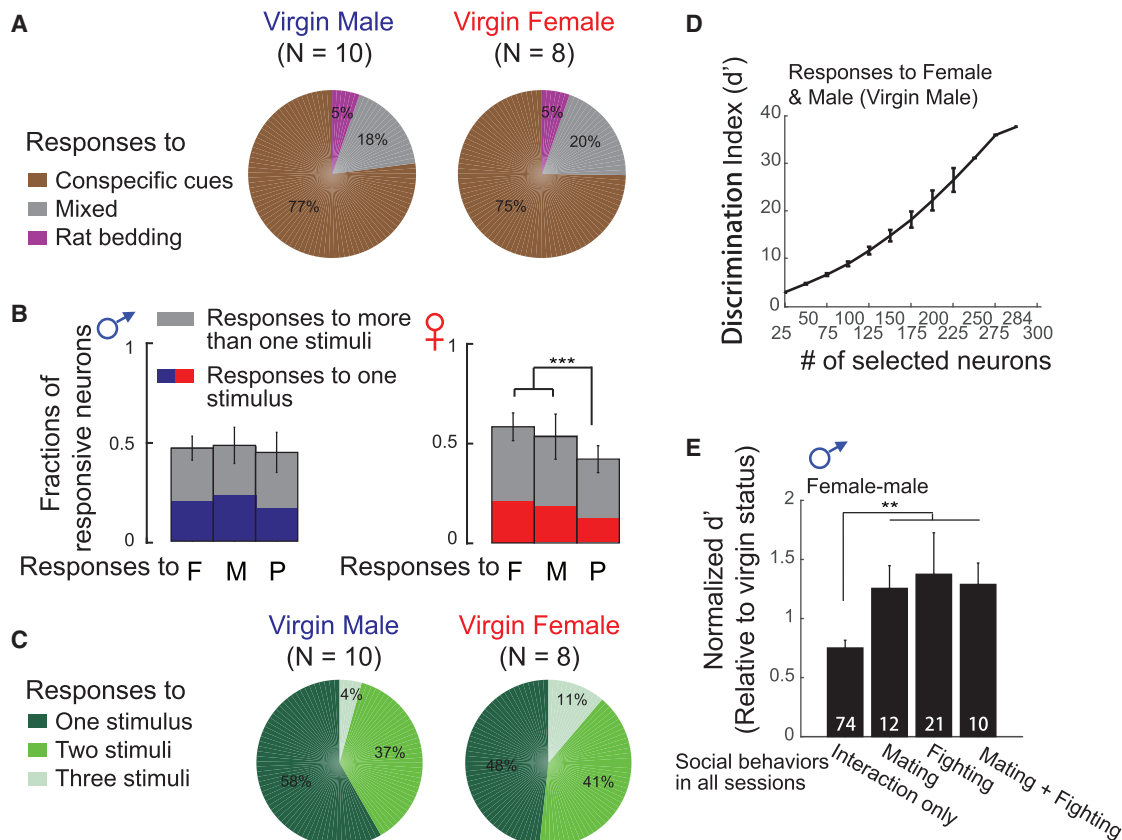 A
Virgin Male
(N = 10)
Virgin Female
(N = 8)
Responses to
Conspecific cues
Mixed
Rat bedding
5%
18%
77%
5%
20%
75%
B
Responses to more
than one stimuli
Responses to one
stimulus
Fractions of
responsive neurons
1
0.5
0
Responses to F M P
***
1
0.5
0
Responses to F M P
C
Virgin Male
(N = 10)
Virgin Female
(N = 8)
Responses to
One stimulus
Two stimuli
Three stimuli
4%
37%
58%
11%
41%
48%
D
Responses to Female
& Male (Virgin Male)
Discrimination Index (d')
40
30
20
10
0
25 50 75 100 125 150 175 200 225 250 275 284 300
# of selected neurons
E
Female-male
**
Normalized d'
(Relative to virgin status)
2
1.5
1
0.5
0
74 12 21 10
Social behaviors
in all sessions
Interaction only
Mating
Fighting
Mating + Fighting